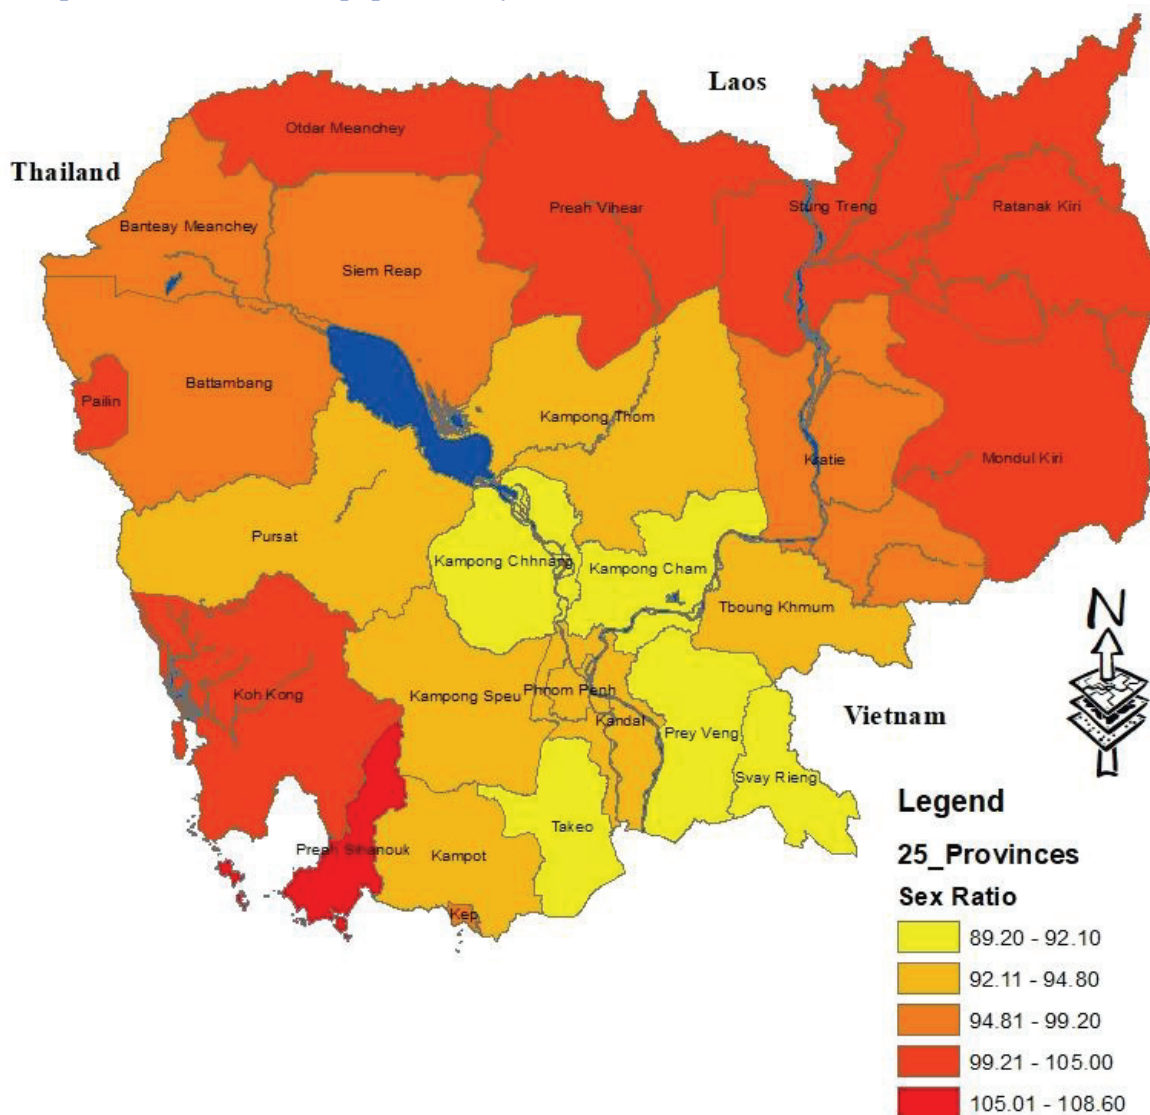 Laos
Otdar Meanchey
Thailand
Preah Vihear
Stung Treng
Ratanak Kiri
Banteay Meanchey
Siem Reap
Battambang
Pailin
Kampong Thom
Kratie
Mondul Kiri
Pursat
Kampong Chhnang
Kampong Cham
Tboung Khmum
N
Koh Kong
Kampong Speu
Phnom Penh
Kandal
Prey Veng
Vietnam
Svay Rieng
Takeo
Preah Sihanouk
Kampot
Kep
Legend
25_Provinces
Sex Ratio
89.20 - 92.10
92.11 - 94.80
94.81 - 99.20
99.21 - 105.00
105.01 - 108.60